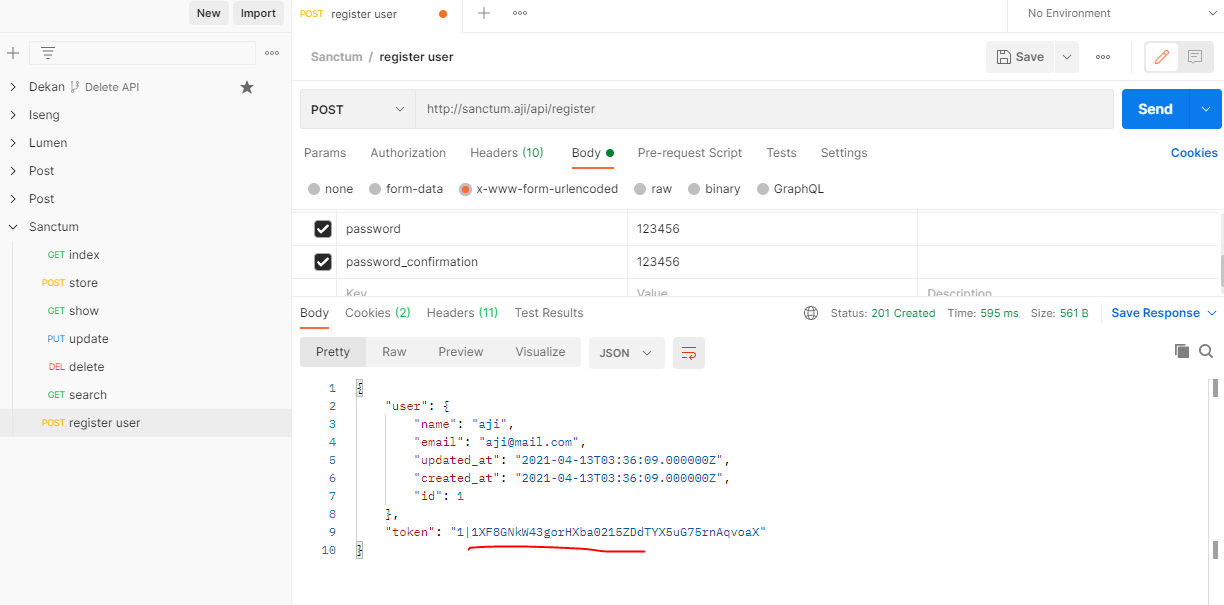 New Import
POST register user
No Environment
Sanctum / register user
Save
Dekan Delete API
Iseng
Lumen
Post
Post
Sanctum
GET index
POST store
GET show
PUT update
DEL delete
GET search
POST register user
POST http://sanctum.aji/api/register
Send
Params Authorization Headers (10) Body Pre-request Script Tests Settings
Cookies
none form-data x-www-form-urlencoded raw binary GraphQL
password 123456
password_confirmation 123456
Key Value Description
Body Cookies (2) Headers (11) Test Results
Status: 201 Created Time: 595 ms Size: 561 B Save Response
Pretty Raw Preview Visualize JSON
1 {
2 "user": {
3 "name": "aji",
4 "email": "aji@mail.com",
5 "updated_at": "2021-04-13T03:36:09.000000Z",
6 "created_at": "2021-04-13T03:36:09.000000Z",
7 "id": 1
8 },
9 "token": "1|1XF8GNkW43gorHXba0215ZDdTYX5uG75rnAqvoaX"
10 }